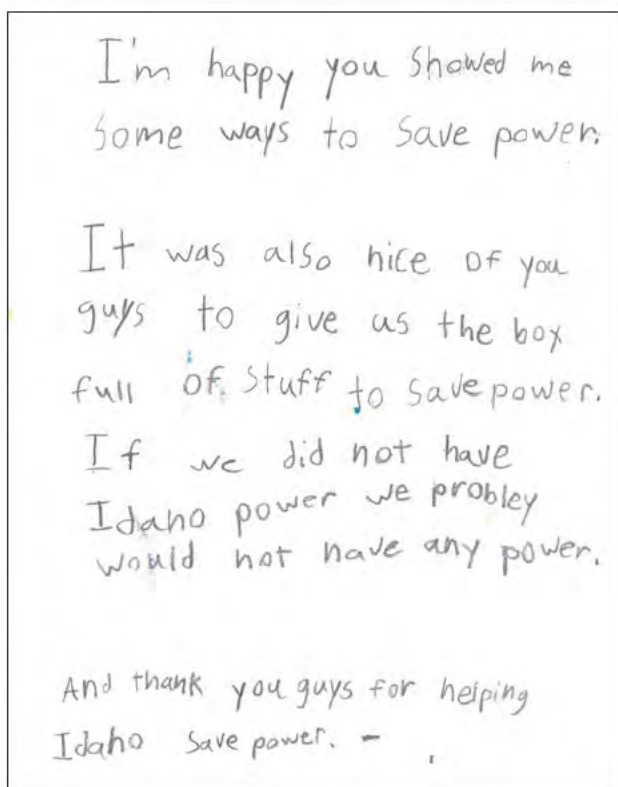 I'm happy you showed me
some ways to save power.
It was also nice of you
guys to give us the box
full of stuff to save power.
If we did not have
Idaho power we probley
would not have any power.
And thank you guys for helping
Idaho save power. -